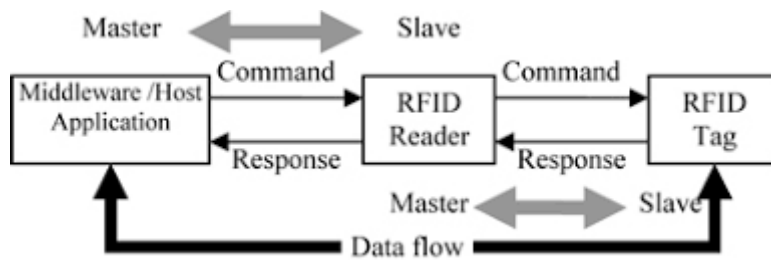 Master Slave
Command Command
Middleware /Host
Application
RFID
Reader
RFID
Tag
Response Response
Master Slave
Data flow